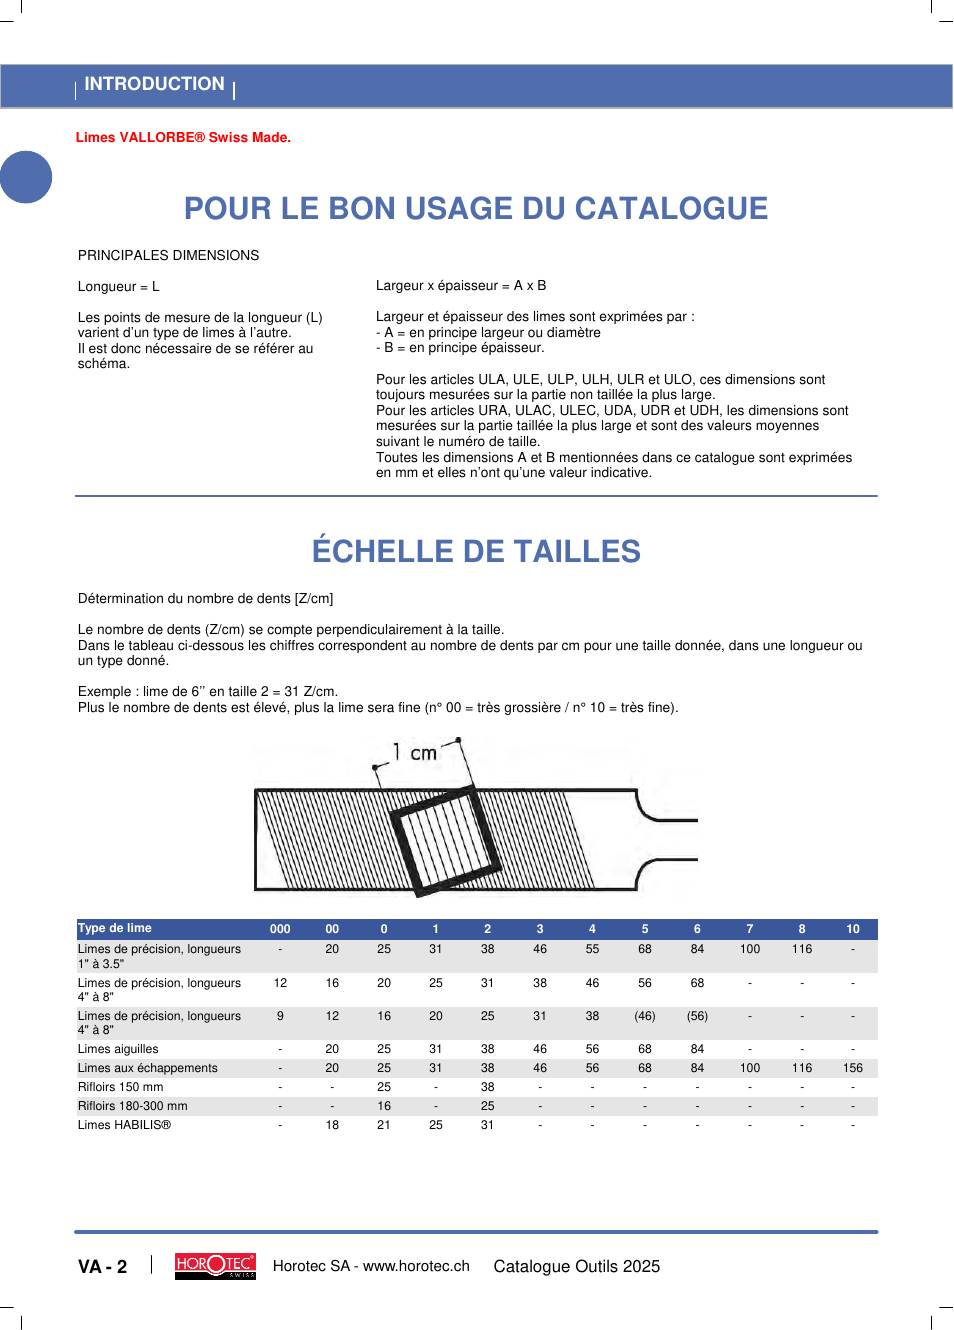 INTRODUCTION
Limes VALLORBE® Swiss Made.
POUR LE BON USAGE DU CATALOGUE
PRINCIPALES DIMENSIONS
Longueur = L
Les points de mesure de la longueur (L)
varient d'un type de limes à l'autre.
Il est donc nécessaire de se référer au
schéma.
Largeur x épaisseur = A x B
Largeur et épaisseur des limes sont exprimées par :
- A = en principe largeur ou diamètre
- B = en principe épaisseur.
Pour les articles ULA, ULE, ULP, ULH, ULR et ULO, ces dimensions sont
toujours mesurées sur la partie non taillée la plus large.
Pour les articles URA, ULAC, ULEC, UDA, UDR et UDH, les dimensions sont
mesurées sur la partie taillée la plus large et sont des valeurs moyennes
suivant le numéro de taille.
Toutes les dimensions A et B mentionnées dans ce catalogue sont exprimées
en mm et elles n'ont qu'une valeur indicative.
ÉCHELLE DE TAILLES
Détermination du nombre de dents [Z/cm]
Le nombre de dents (Z/cm) se compte perpendiculairement à la taille.
Dans le tableau ci-dessous les chiffres correspondent au nombre de dents par cm pour une taille donnée, dans une longueur ou
un type donné.
Exemple : lime de 6’’ en taille 2 = 31 Z/cm.
Plus le nombre de dents est élevé, plus la lime sera fine (n° 00 = très grossière / n° 10 = très fine).
1 cm
Type de lime 000 00 0 1 2 3 4 5 6 7 8 10
Limes de précision, longueurs - 20 25 31 38 46 55 68 84 100 116 -
1" à 3.5"
Limes de précision, longueurs 12 16 20 25 31 38 46 56 68 - - -
4" à 8"
Limes de précision, longueurs 9 12 16 20 25 31 38 (46) (56) - - -
4" à 8"
Limes aiguilles - 20 25 31 38 46 56 68 84 - - -
Limes aux échappements - 20 25 31 38 46 56 68 84 100 116 156
Rifloirs 150 mm - - 25 - 38 - - - - - - -
Rifloirs 180-300 mm - - 16 - 25 - - - - - - -
Limes HABILIS® - 18 21 25 31 - - - - - - -
VA - 2
HOROTEC®
SWISS
Horotec SA - www.horotec.ch Catalogue Outils 2025